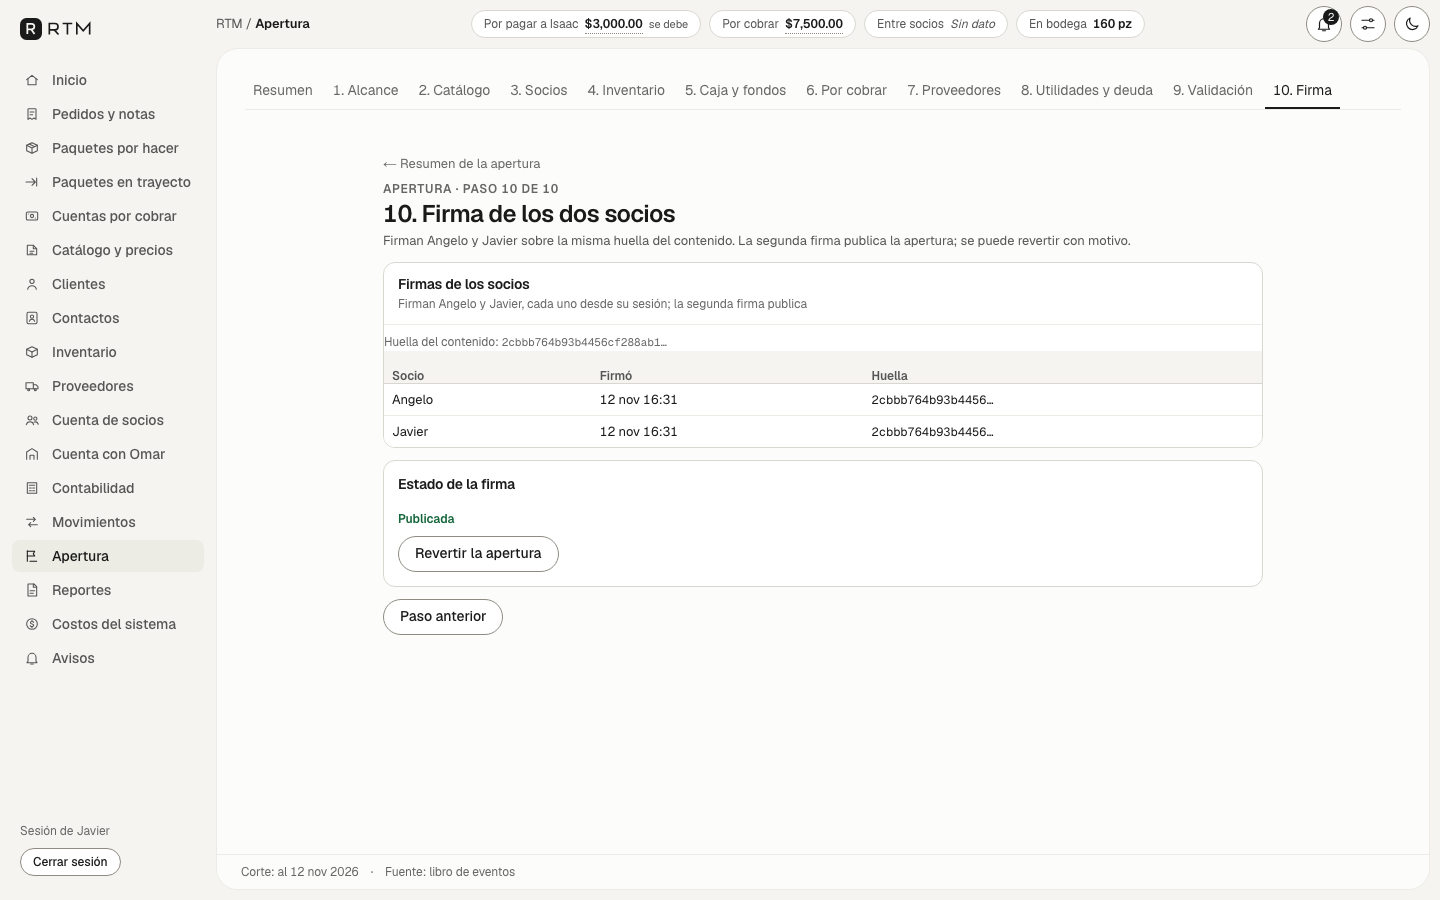 R RTM
RTM / Apertura
Por pagar a Isaac $3,000.00 se debe
Por cobrar $7,500.00
Entre socios Sin dato
En bodega 160 pz
2
Inicio
Pedidos y notas
Paquetes por hacer
Paquetes en trayecto
Cuentas por cobrar
Catálogo y precios
Clientes
Contactos
Inventario
Proveedores
Cuenta de socios
Cuenta con Omar
Contabilidad
Movimientos
Apertura
Reportes
Costos del sistema
Avisos
Sesión de Javier
Cerrar sesión
Resumen 1. Alcance 2. Catálogo 3. Socios 4. Inventario 5. Caja y fondos 6. Por cobrar 7. Proveedores 8. Utilidades y deuda 9. Validación 10. Firma
← Resumen de la apertura
APERTURA · PASO 10 DE 10
10. Firma de los dos socios
Firman Angelo y Javier sobre la misma huella del contenido. La segunda firma publica la apertura; se puede revertir con motivo.
Firmas de los socios
Firman Angelo y Javier, cada uno desde su sesión; la segunda firma publica
Huella del contenido: 2cbbb764b93b4456cf288ab1…
Socio Firmó Huella
Angelo 12 nov 16:31 2cbbb764b93b4456…
Javier 12 nov 16:31 2cbbb764b93b4456…
Estado de la firma
Publicada
Revertir la apertura
Paso anterior
Corte: al 12 nov 2026 · Fuente: libro de eventos